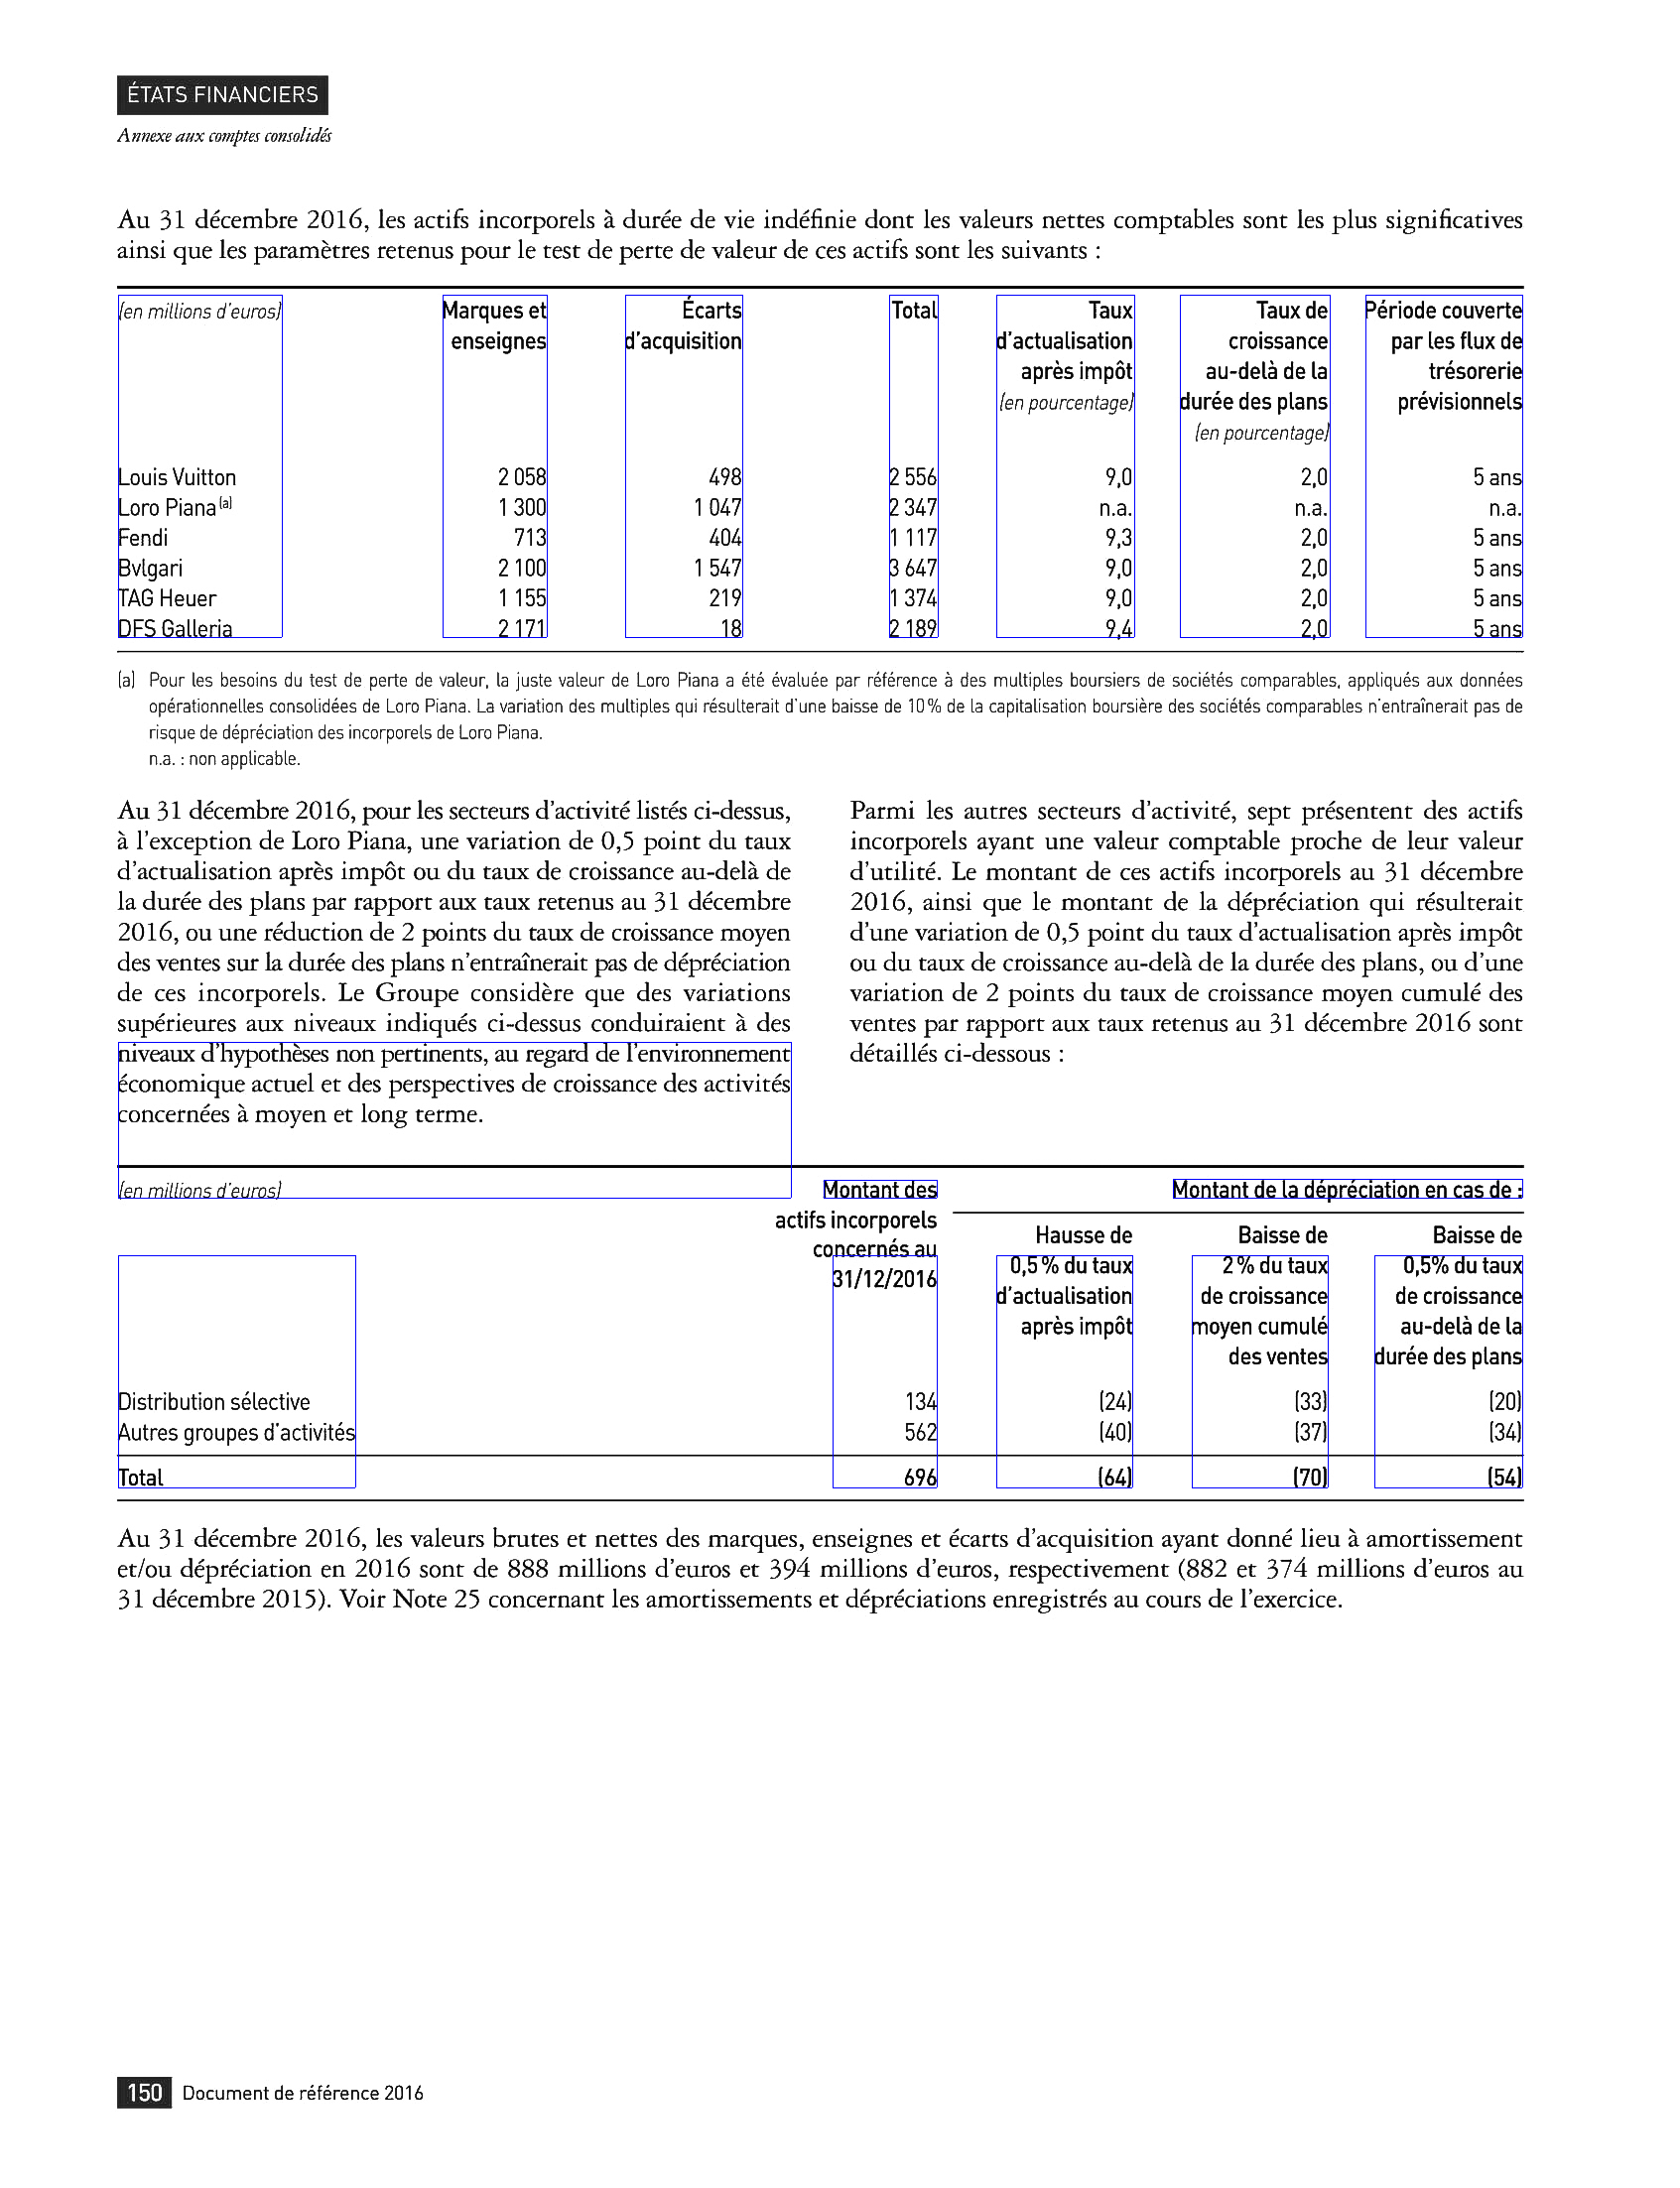 ÉTATS FINANCIERS
Annexe aux comptes consolidés
Au 31 décembre 2016, les actifs incorporels à durée de vie indéfinie dont les valeurs nettes comptables sont les plus significatives
ainsi que les paramètres retenus pour le test de perte de valeur de ces actifs sont les suivants :
(en millions d'euros) Marques et Écarts Total Taux Taux de Période couverte
enseignes d'acquisition d'actualisation croissance par les flux de
après impôt au-delà de la trésorerie
(en pourcentage) durée des plans prévisionnels
(en pourcentage)
Louis Vuitton 2 058 498 2 556 9,0 2,0 5 ans
Loro Piana (a) 1 300 1 047 2 347 n.a. n.a. n.a.
Fendi 713 404 1 117 9,3 2,0 5 ans
Bvlgari 2 100 1 547 3 647 9,0 2,0 5 ans
TAG Heuer 1 155 219 1 374 9,0 2,0 5 ans
DFS Galleria 2 171 18 2 189 9,4 2,0 5 ans
(a) Pour les besoins du test de perte de valeur, la juste valeur de Loro Piana a été évaluée par référence à des multiples boursiers de sociétés comparables, appliqués aux données
opérationnelles consolidées de Loro Piana. La variation des multiples qui résulterait d'une baisse de 10 % de la capitalisation boursière des sociétés comparables n'entraînerait pas de
risque de dépréciation des incorporels de Loro Piana.
n.a. : non applicable.
Au 31 décembre 2016, pour les secteurs d'activité listés ci-dessus,
à l'exception de Loro Piana, une variation de 0,5 point du taux
d'actualisation après impôt ou du taux de croissance au-delà de
la durée des plans par rapport aux taux retenus au 31 décembre
2016, ou une réduction de 2 points du taux de croissance moyen
des ventes sur la durée des plans n'entraînerait pas de dépréciation
de ces incorporels. Le Groupe considère que des variations
supérieures aux niveaux indiqués ci-dessus conduiraient à des
niveaux d'hypothèses non pertinents, au regard de l'environnement
économique actuel et des perspectives de croissance des activités
concernées à moyen et long terme.
Parmi les autres secteurs d'activité, sept présentent des actifs
incorporels ayant une valeur comptable proche de leur valeur
d'utilité. Le montant de ces actifs incorporels au 31 décembre
2016, ainsi que le montant de la dépréciation qui résulterait
d'une variation de 0,5 point du taux d'actualisation après impôt
ou du taux de croissance au-delà de la durée des plans, ou d'une
variation de 2 points du taux de croissance moyen cumulé des
ventes par rapport aux taux retenus au 31 décembre 2016 sont
détaillés ci-dessous :
(en millions d'euros) Montant des Montant de la dépréciation en cas de :
actifs incorporels
concernés au Hausse de Baisse de Baisse de
31/12/2016 0,5 % du taux 2 % du taux 0,5% du taux
d'actualisation de croissance de croissance
après impôt moyen cumulé au-delà de la
des ventes durée des plans
Distribution sélective 134 (24) (33) (20)
Autres groupes d'activités 562 (40) (37) (34)
Total 696 (64) (70) (54)
Au 31 décembre 2016, les valeurs brutes et nettes des marques, enseignes et écarts d'acquisition ayant donné lieu à amortissement
et/ou dépréciation en 2016 sont de 888 millions d'euros et 394 millions d'euros, respectivement (882 et 374 millions d'euros au
31 décembre 2015). Voir Note 25 concernant les amortissements et dépréciations enregistrés au cours de l'exercice.
150 Document de référence 2016